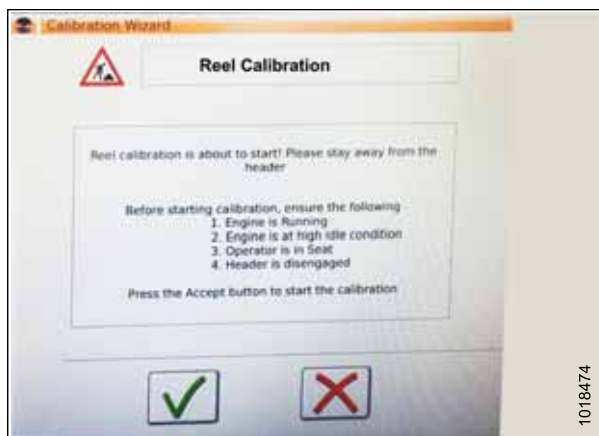 Calibration Wizard
Reel Calibration
Reel calibration is about to start! Please stay away from the
header
Before starting calibration, ensure the following
1. Engine is Running
2. Engine is at high idle condition
3. Operator is in Seat
4. Header is disengaged
Press the Accept button to start the calibration
1018474